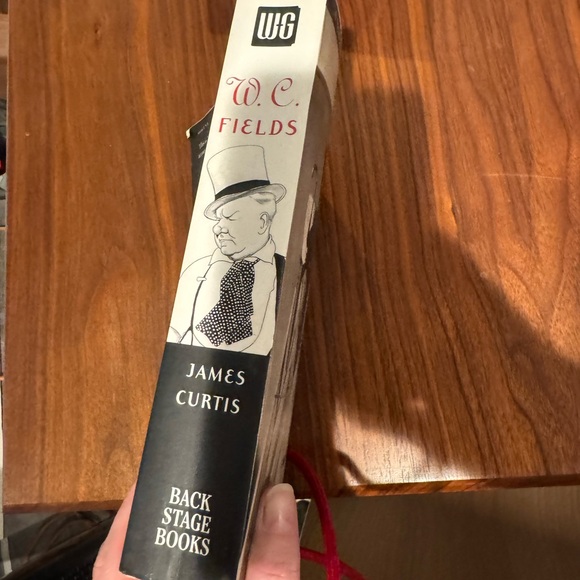 WG
W. C.
FIELDS
JAMES
CURTIS
BACK
STAGE
BOOKS